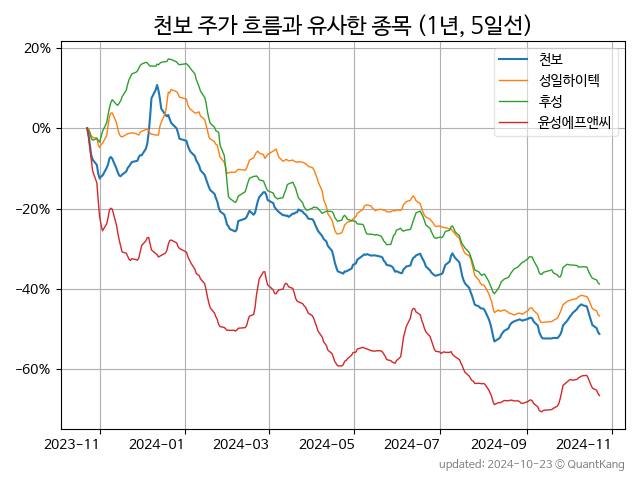 천보 주가 흐름과 유사한 종목 (1년, 5일선)
천보
성일하이텍
후성
윤성에프앤씨
20%
0%
−20%
−40%
−60%
2023-11 2024-01 2024-03 2024-05 2024-07 2024-09 2024-11
updated: 2024-10-23 © QuantKang